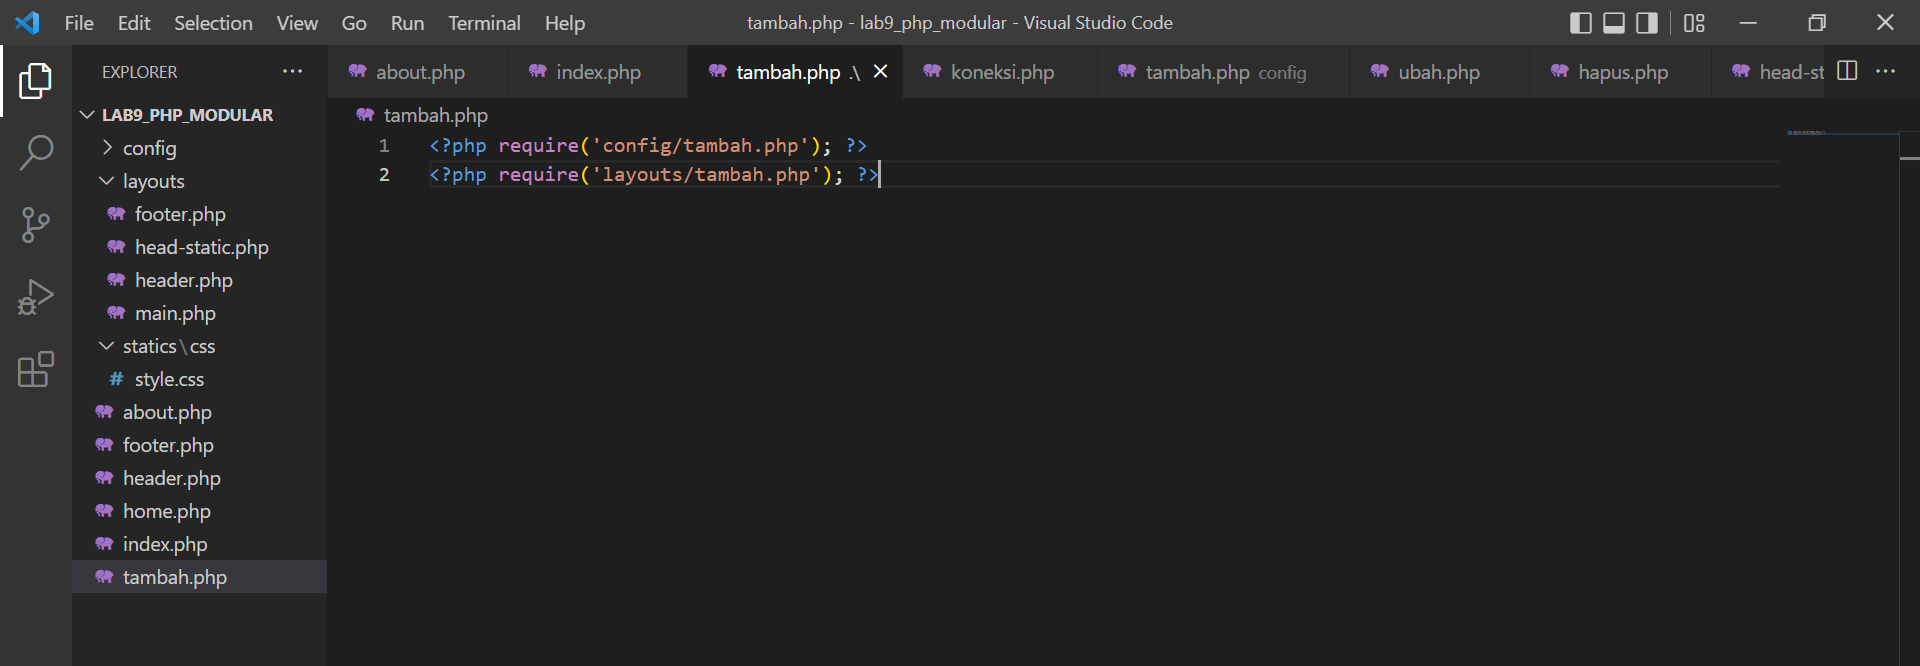 File Edit Selection View Go Run Terminal Help tambah.php - lab9_php_modular - Visual Studio Code
EXPLORER ···
about.php index.php tambah.php .\ koneksi.php tambah.php config ubah.php hapus.php head-st
LAB9_PHP_MODULAR
config
layouts
footer.php
head-static.php
header.php
main.php
statics\css
# style.css
about.php
footer.php
header.php
home.php
index.php
tambah.php
tambah.php
1 <?php require('config/tambah.php'); ?>
2 <?php require('layouts/tambah.php'); ?>